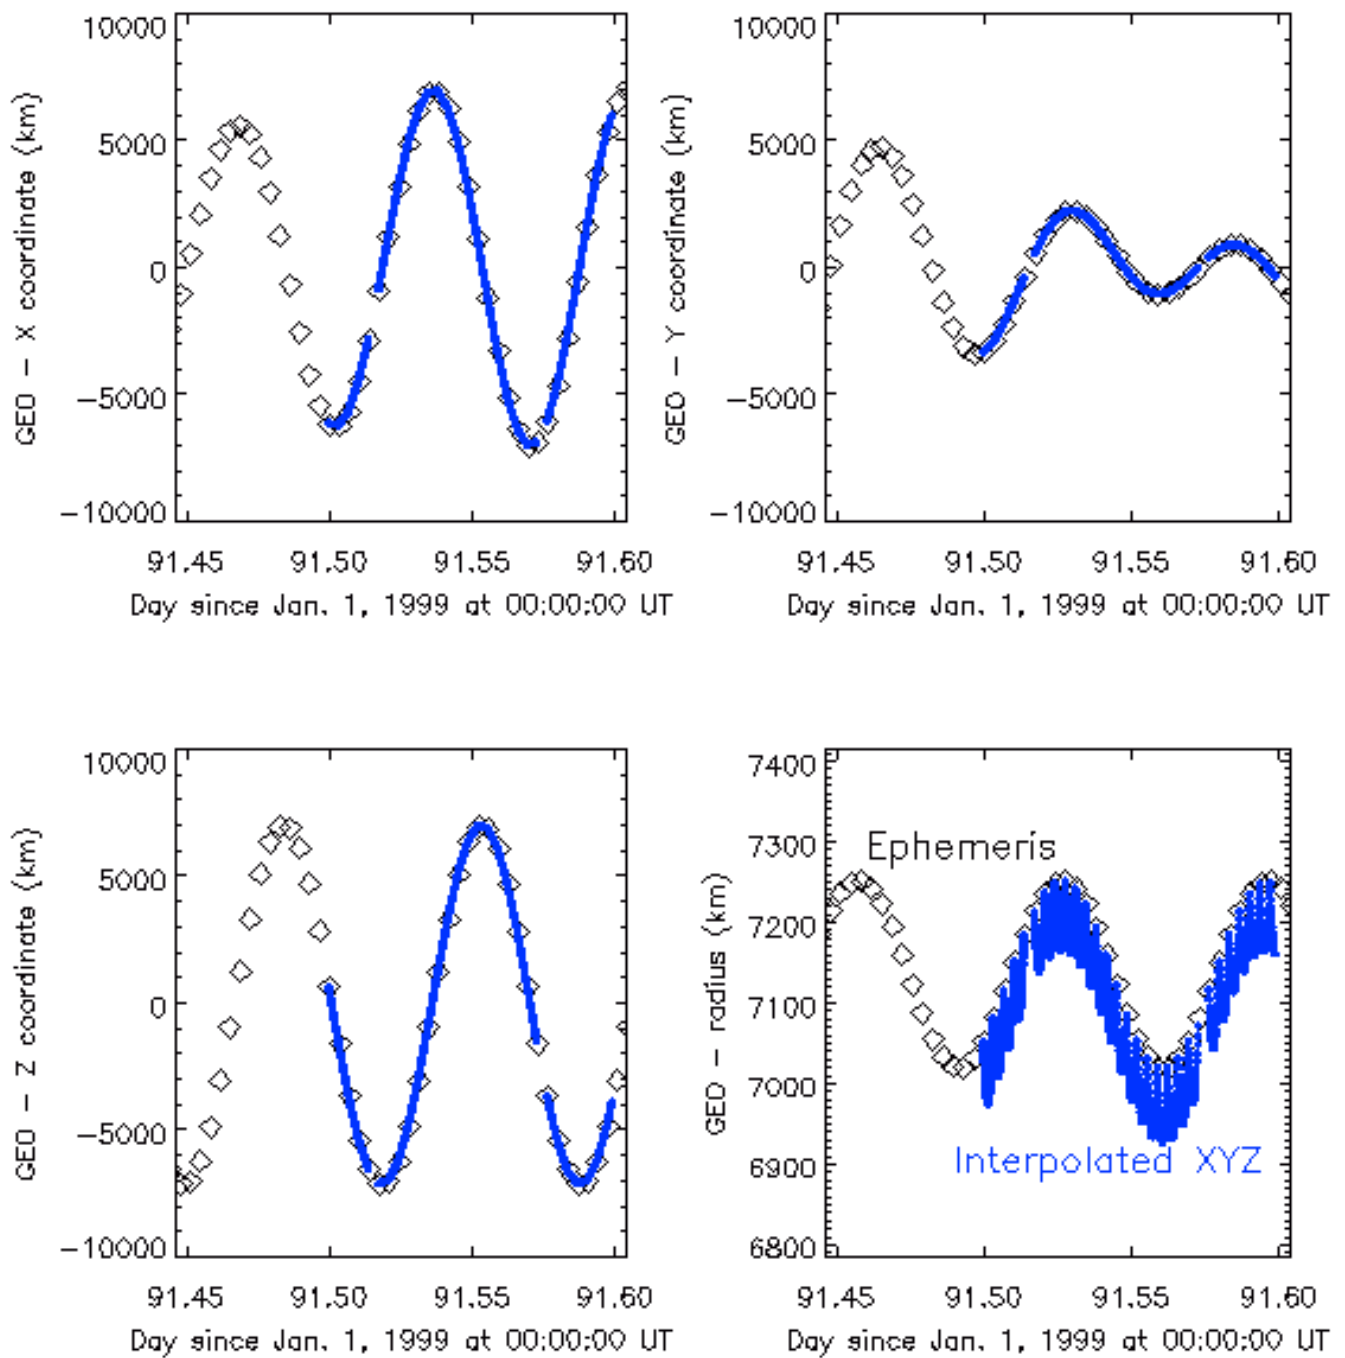 10000
5000
0
−5000
−10000
GEO − X coordinate (km)
91.45 91.50 91.55 91.60
Day since Jan. 1, 1999 at 00:00:00 UT
10000
5000
0
−5000
−10000
GEO − Y coordinate (km)
91.45 91.50 91.55 91.60
Day since Jan. 1, 1999 at 00:00:00 UT
10000
5000
0
−5000
−10000
GEO − Z coordinate (km)
91.45 91.50 91.55 91.60
Day since Jan. 1, 1999 at 00:00:00 UT
7400
7300
7200
7100
7000
6900
6800
GEO − radius (km)
Ephemeris
Interpolated XYZ
91.45 91.50 91.55 91.60
Day since Jan. 1, 1999 at 00:00:00 UT